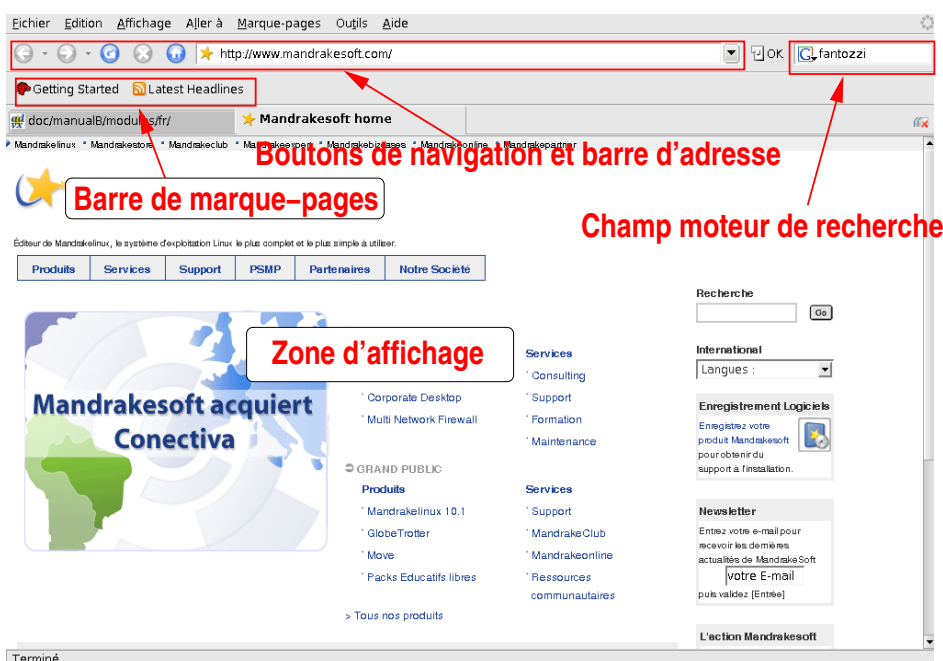 Fichier Edition Affichage Aller à Marque-pages Outils Aide
http://www.mandrakesoft.com/ OK G fantozzi
Getting Started Latest Headlines
doc/manualB/modules/fr/ Mandrakesoft home
Mandrakelinux Mandrakestore Mandrakeclub Mandrakeexpert Mandrakebizcases Mandrakeonline Mandrakepartner
Boutons de navigation et barre d'adresse
Barre de marque-pages
Champ moteur de recherche
Éditeur de Mandrakelinux, le système d'exploitation Linux le plus complet et le plus simple à utiliser.
Produits Services Support PSMP Partenaires Notre Société
Recherche
Go
Zone d'affichage
Mandrakesoft acquiert
Conectiva
Services
Consulting
Corporate Desktop Support
Multi Network Firewall Formation
Maintenance
GRAND PUBLIC
Produits Services
Mandrakelinux 10.1 Support
GlobeTrotter MandrakeClub
Move Mandrakeonline
Packs Educatifs libres Ressources
communautaires
> Tous nos produits
International
Langues :
Enregistrement Logiciels
Enregistrez votre
produit Mandrakesoft
pour obtenir du
support à l'installation.
Newsletter
Entrez votre e-mail pour
recevoir les dernières
actualités de MandrakeSoft
votre E-mail
puis validez [Entrée]
L'action Mandrakesoft
Terminé